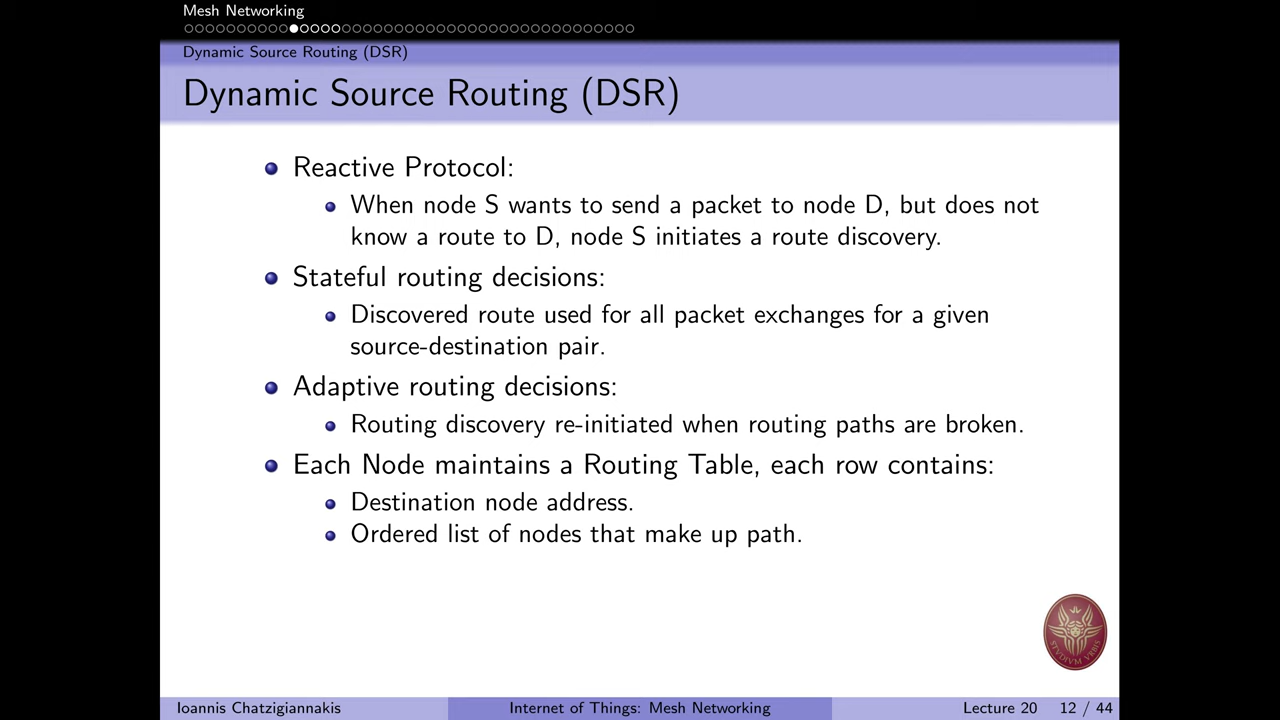 Mesh Networking
Dynamic Source Routing (DSR)
Dynamic Source Routing (DSR)
Reactive Protocol:
When node S wants to send a packet to node D, but does not
know a route to D, node S initiates a route discovery.
Stateful routing decisions:
Discovered route used for all packet exchanges for a given
source-destination pair.
Adaptive routing decisions:
Routing discovery re-initiated when routing paths are broken.
Each Node maintains a Routing Table, each row contains:
Destination node address.
Ordered list of nodes that make up path.
STVDIVM VRBIS
Ioannis Chatzigiannakis
Internet of Things: Mesh Networking
Lecture 20
12 / 44